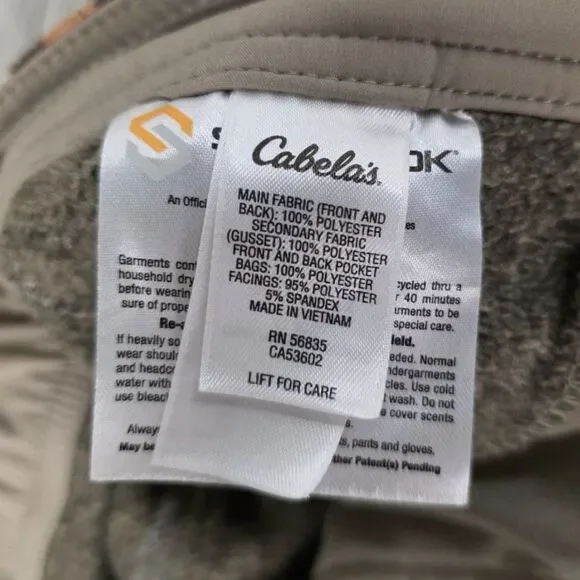 Cabela's
MAIN FABRIC (FRONT AND
BACK): 100% POLYESTER
SECONDARY FABRIC
(GUSSET): 100% POLYESTER
FRONT AND BACK POCKET
BAGS: 100% POLYESTER
FACINGS: 95% POLYESTER
5% SPANDEX
MADE IN VIETNAM
RN 56835
CA53602
LIFT FOR CARE
S OK
An Offici es
Garments con cycled thru a
household dry r 40 minutes
before wearin arments to be
sure of prope special care.
Re-a ield.
If heavily so eded. Normal
wear shoul ndergarments
and headc cles. Use cold
water with t wash. Do not
use bleac e cover scents
Alway s, pants and gloves.
May be ther Patent(s) Pending